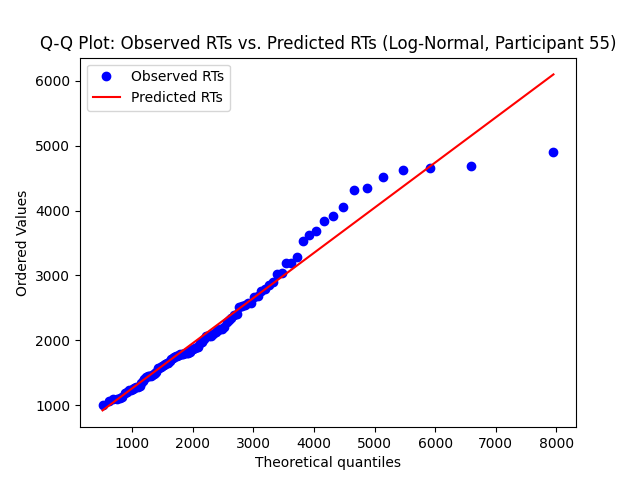 Q-Q Plot: Observed RTs vs. Predicted RTs (Log-Normal, Participant 55)
Observed RTs
Predicted RTs
Ordered Values
6000
5000
4000
3000
2000
1000
1000 2000 3000 4000 5000 6000 7000 8000
Theoretical quantiles